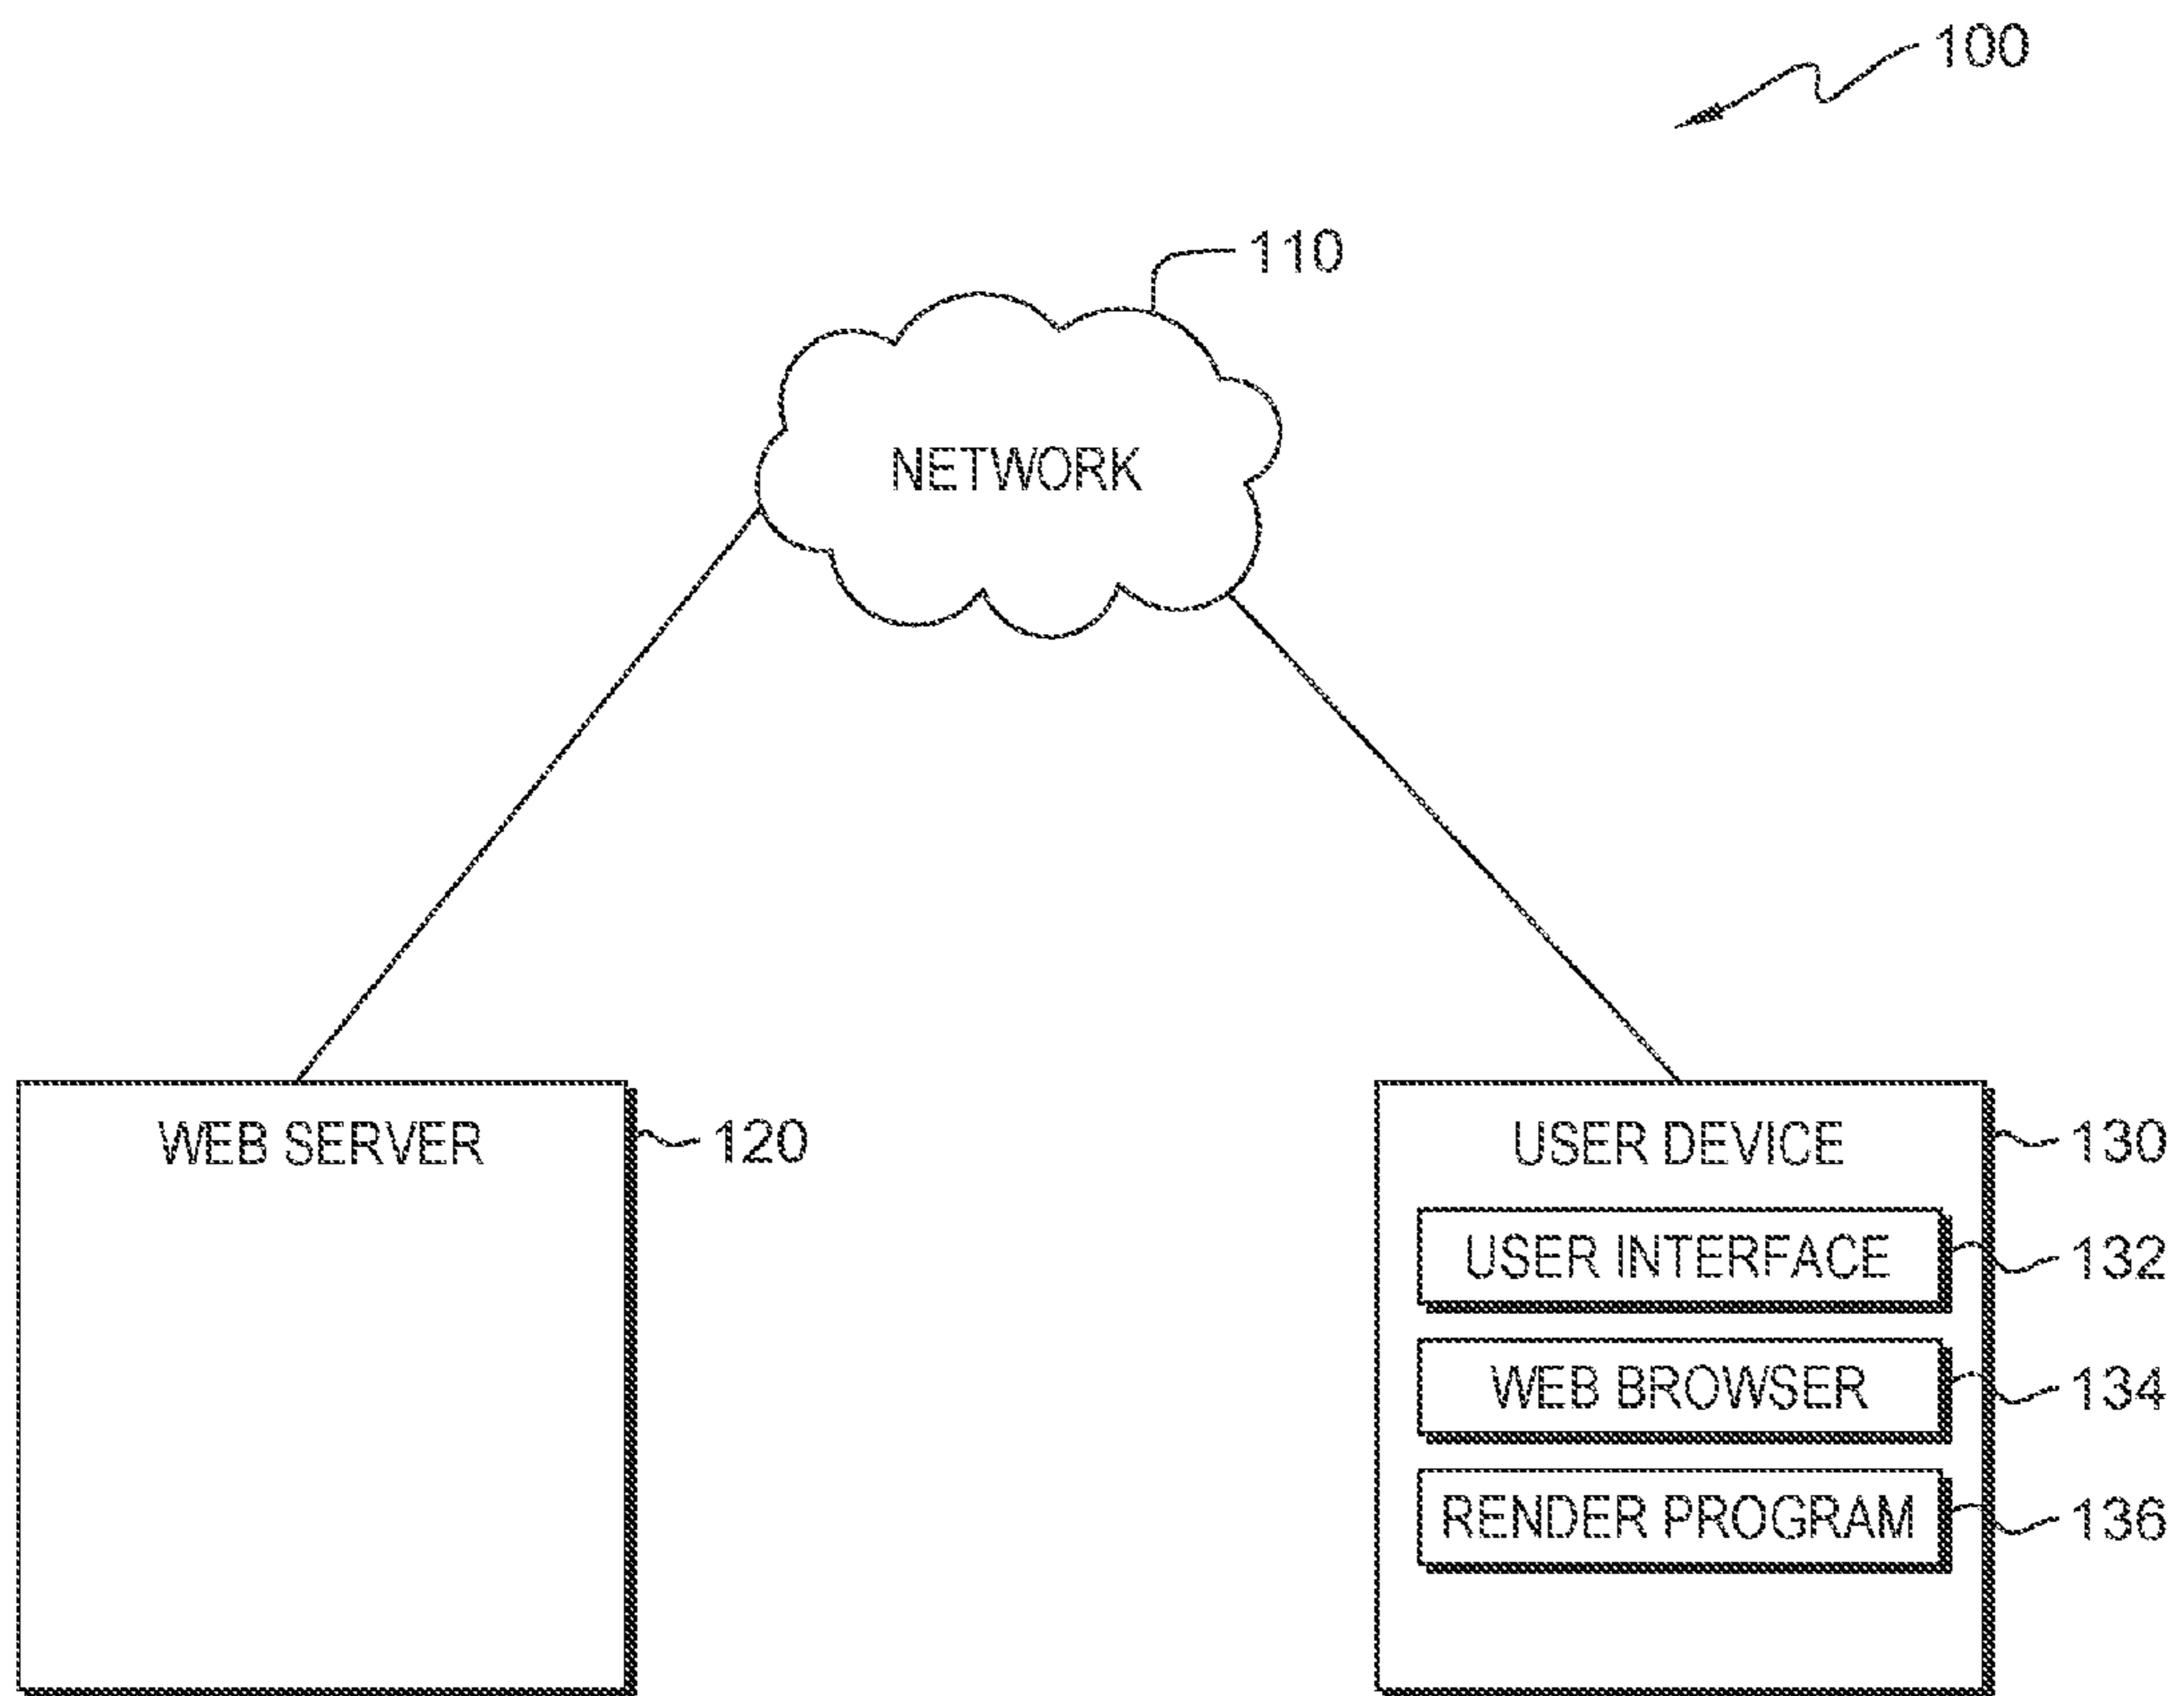 100
110
NETWORK
WEB SERVER
120
USER DEVICE
130
USER INTERFACE
132
WEB BROWSER
134
RENDER PROGRAM
136